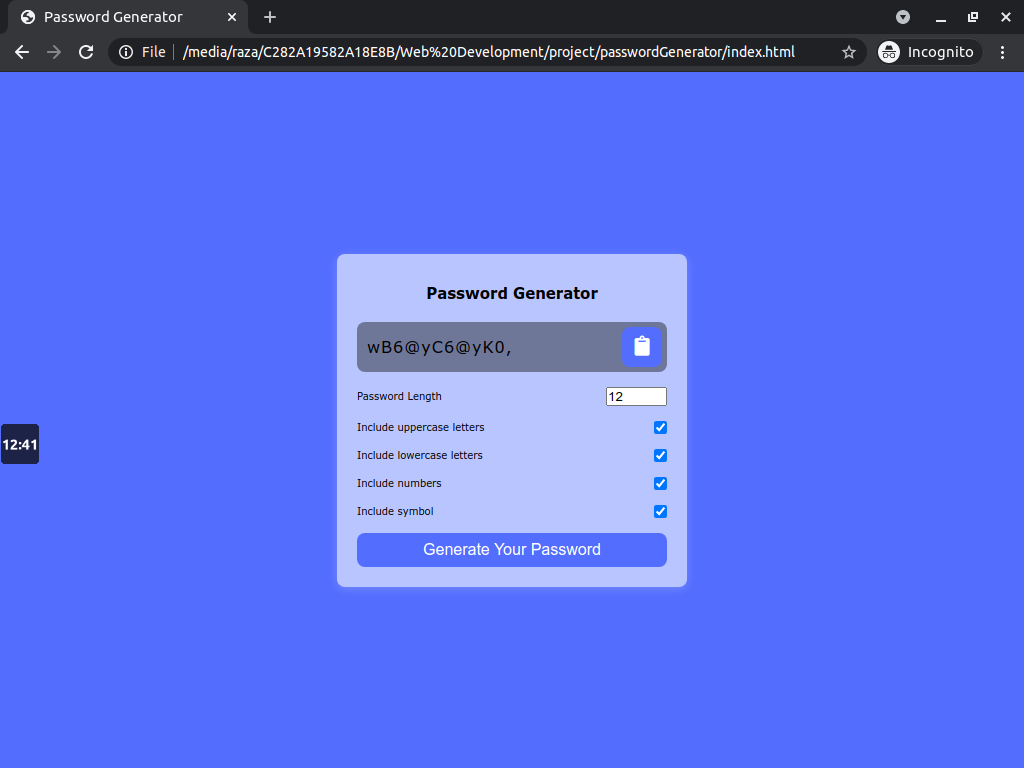 Password Generator
File
/media/raza/C282A19582A18E8B/Web%20Development/project/passwordGenerator/index.html
Incognito
Password Generator
wB6@yC6@yK0,
Password Length
12
Include uppercase letters
12:41
Include lowercase letters
Include numbers
Include symbol
Generate Your Password